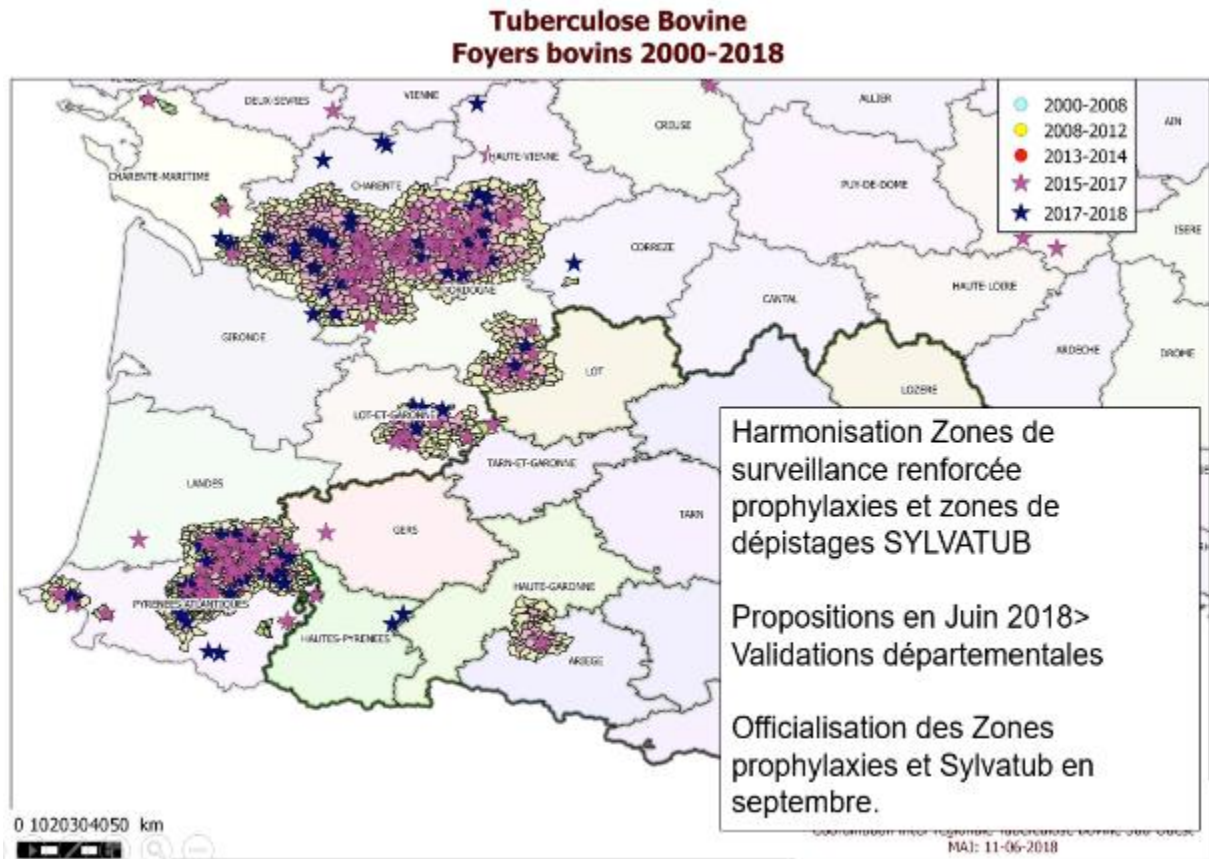 Tuberculose Bovine
Foyers bovins 2000-2018
DEUX-SEVRES
VIENNE
CREUSE
ALLIER
AIN
2000-2008
2008-2012
2013-2014
2015-2017
2017-2018
CHARENTE-MARITIME
CHARENTE
HAUTE-VIENNE
PUY-DE-DOME
ISERE
CORREZE
DORDOGNE
CANTAL
HAUTE-LOIRE
GIRONDE
ARDECHE
DROME
LOT
LOZERE
LOT-ET-GARONNE
TARN-ET-GARONNE
LANDES
GERS
TARN
HAUTE-GARONNE
PYRENEES-ATLANTIQUES
HAUTES-PYRENEES
ARIEGE
Harmonisation Zones de
surveillance renforcée
prophylaxies et zones de
dépistages SYLVATUB
Propositions en Juin 2018>
Validations départementales
Officialisation des Zones
prophylaxies et Sylvatub en
septembre.
0 1020304050 km
MAJ: 11-06-2018